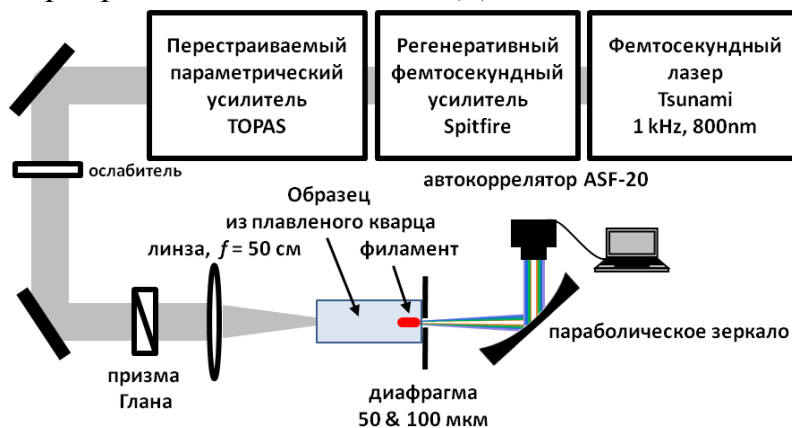 Перестраиваемый
параметрический
усилитель
TOPAS
Регенеративный
фемтосекундный
усилитель
Spitfire
Фемтосекундный
лазер
Tsunami
1 kHz, 800nm
ослабитель
автокоррелятор ASF-20
Образец
из плавленого кварца
линза, f = 50 см
филамент
параболическое зеркало
призма
Глана
диафрагма
50 & 100 мкм